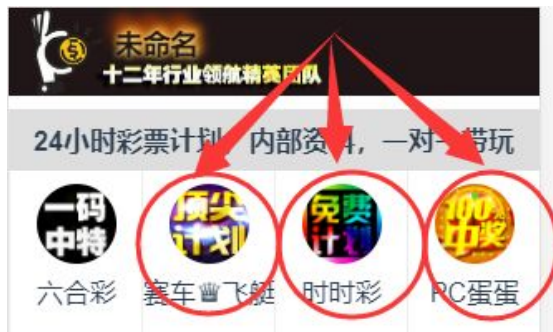 未命名
十二年行业领航精英团队
24小时彩票计划 内部资料，一对一带玩
一码
中特
顶尖
计划
免费
计划
100%
中奖
六合彩
赛车♛飞艇
时时彩
PC蛋蛋